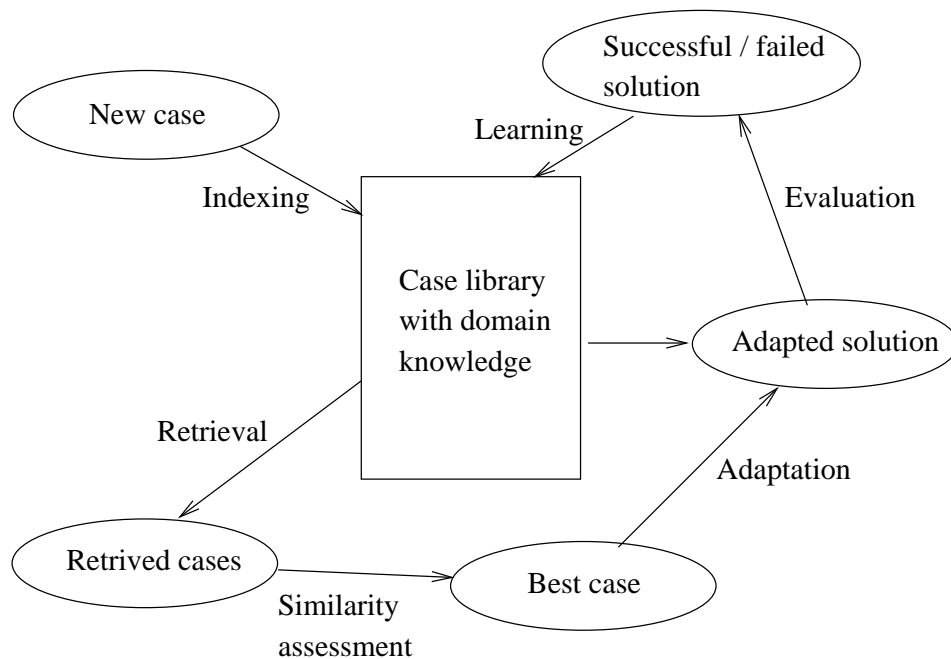 Successful / failed
solution
New case
Learning
Indexing
Evaluation
Case library
with domain
knowledge
Adapted solution
Retrieval
Adaptation
Retrived cases
Best case
Similarity
assessment